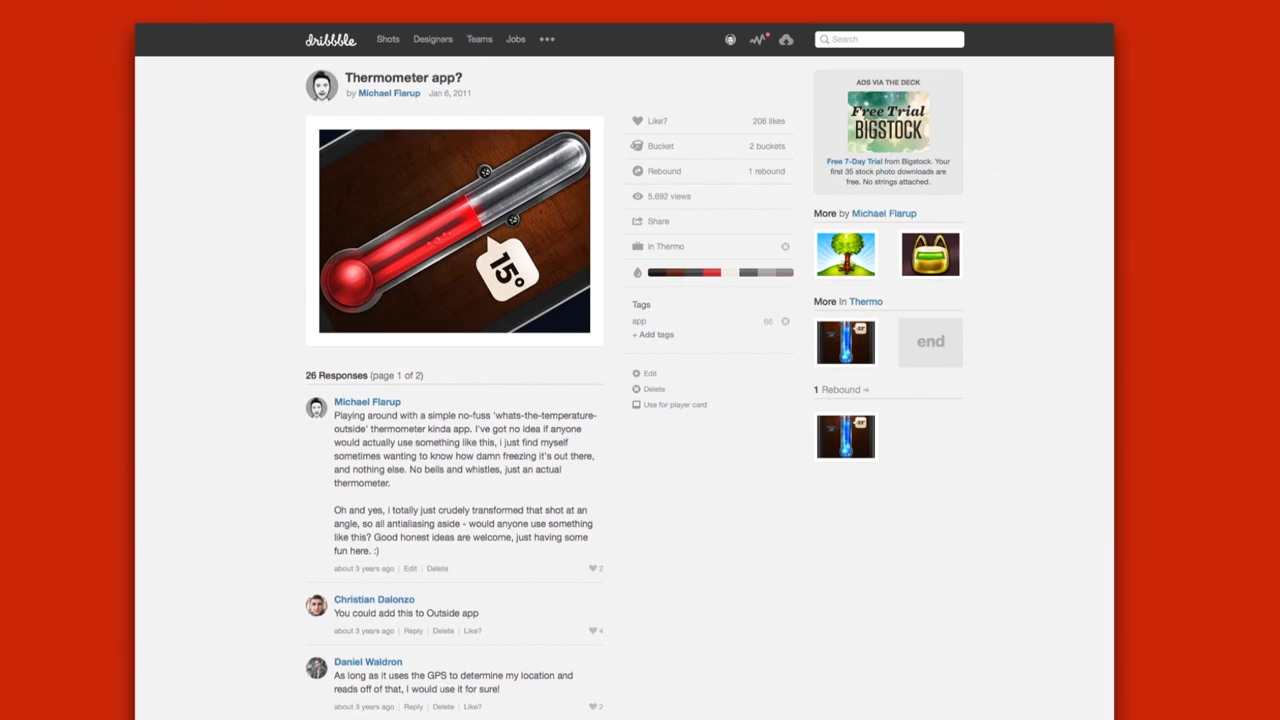 dribbble
Shots Designers Teams Jobs
Search
Thermometer app?
by Michael Flarup Jan 6, 2011
15°
26 Responses (page 1 of 2)
Michael Flarup
Playing around with a simple no-fuss 'whats-the-temperature-
outside' thermometer kinda app. I've got no idea if anyone
would actually use something like this, i just find myself
sometimes wanting to know how damn freezing it's out there,
and nothing else. No bells and whistles, just an actual
thermometer.
Oh and yes, i totally just crudely transformed that shot at an
angle, so all antialiasing aside - would anyone use something
like this? Good honest ideas are welcome, just having some
fun here. :)
about 3 years ago | Edit | Delete 2
Christian Dalonzo
You could add this to Outside app
about 3 years ago | Reply | Delete | Like? 4
Daniel Waldron
As long as it uses the GPS to determine my location and
reads off of that, I would use it for sure!
about 3 years ago | Reply | Delete | Like? 2
Like? 206 likes
Bucket 2 buckets
Rebound 1 rebound
5,692 views
Share
in Thermo
Tags
app 66
+ Add tags
Edit
Delete
Use for player card
ADS VIA THE DECK
Free Trial
BIGSTOCK
Free 7-Day Trial from Bigstock. Your
first 35 stock photo downloads are
free. No strings attached.
More by Michael Flarup
More In Thermo
end
1 Rebound